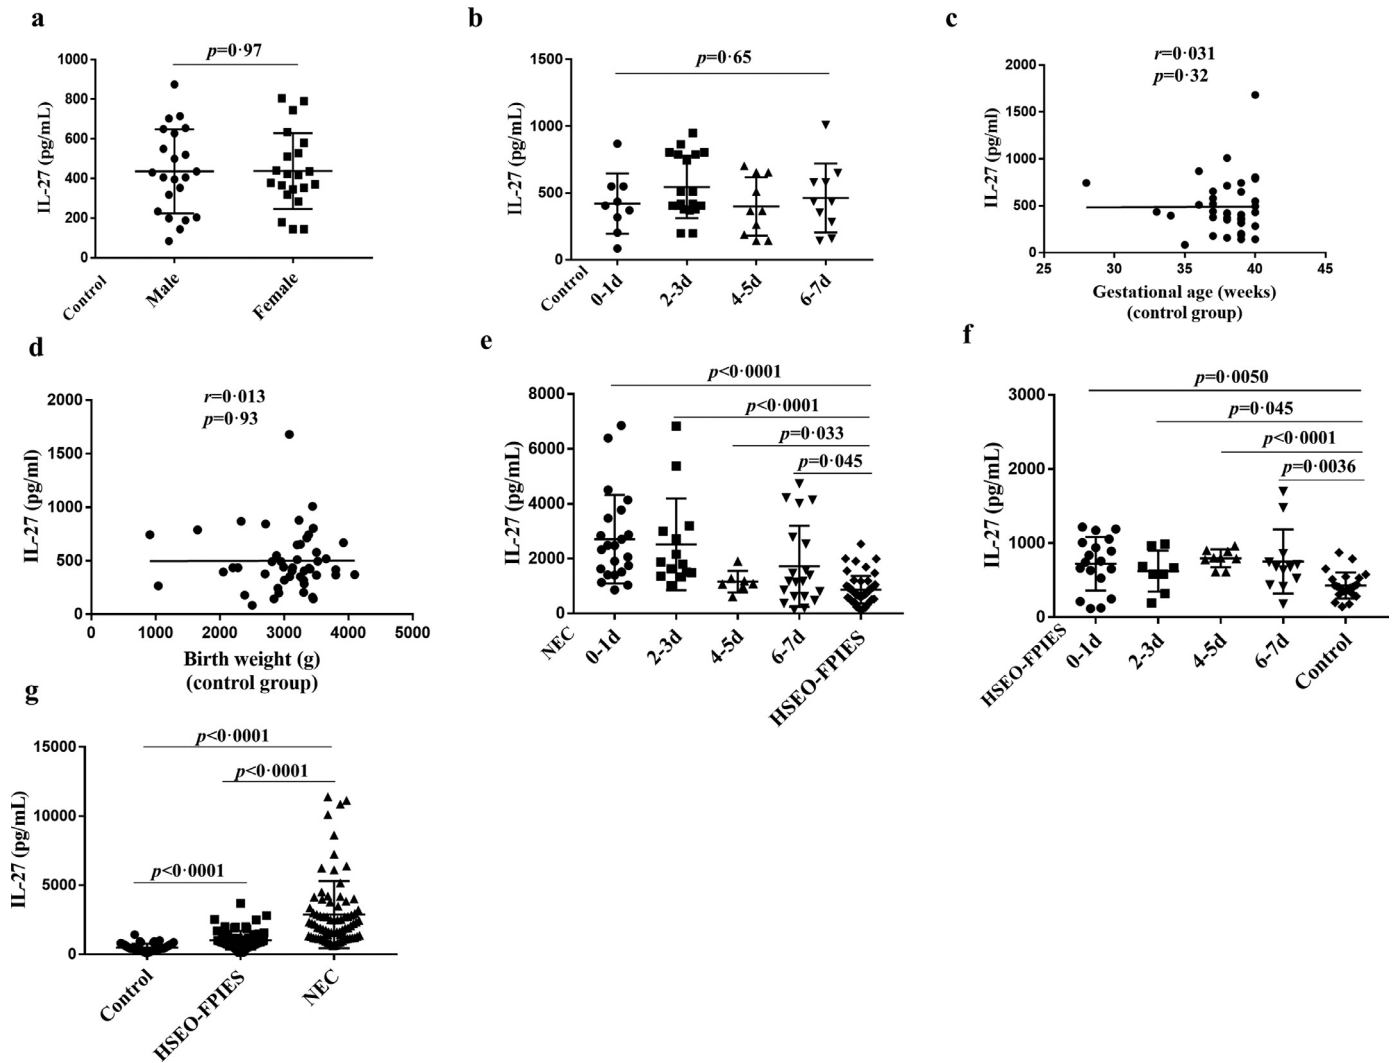 a
p=0·97
1000
800
600
400
200
0
IL-27 (pg/mL)
Control
Male
Female
b
p=0·65
1500
1000
500
0
IL-27 (pg/mL)
Control
0-1d
2-3d
4-5d
6-7d
c
r=0·031
p=0·32
2000
1500
1000
500
0
IL-27 (pg/ml)
25
30
35
40
45
Gestational age (weeks)
(control group)
d
r=0·013
p=0·93
2000
1500
1000
500
0
IL-27 (pg/ml)
0
1000
2000
3000
4000
5000
Birth weight (g)
(control group)
e
p<0·0001
p<0·0001
p=0·033
p=0·045
8000
6000
4000
2000
0
IL-27 (pg/mL)
NEC
0-1d
2-3d
4-5d
6-7d
HSEO-FPIES
f
p=0·0050
p=0·045
p<0·0001
p=0·0036
3000
2000
1000
0
IL-27 (pg/mL)
HSEO-FPIES
0-1d
2-3d
4-5d
6-7d
Control
g
p<0·0001
p<0·0001
p<0·0001
15000
10000
5000
0
IL-27 (pg/mL)
Control
HSEO-FPIES
NEC